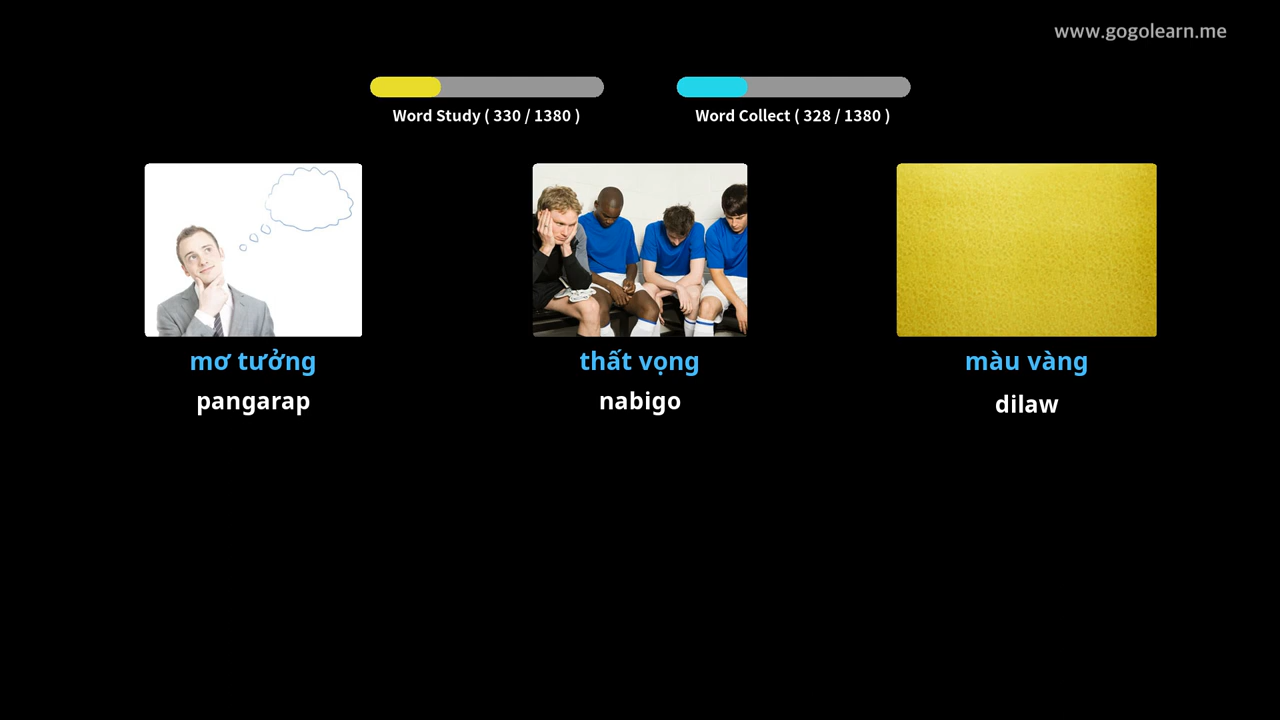 www.gogolearn.me
Word Study ( 330 / 1380 )
Word Collect ( 328 / 1380 )
mơ tưởng
thất vọng
màu vàng
pangarap
nabigo
dilaw